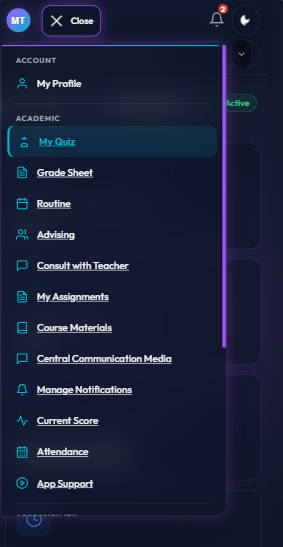 MT
Close
2
ACCOUNT
My Profile
Active
ACADEMIC
My Quiz
Grade Sheet
Routine
Advising
Consult with Teacher
My Assignments
Course Materials
Central Communication Media
Manage Notifications
Current Score
Attendance
App Support